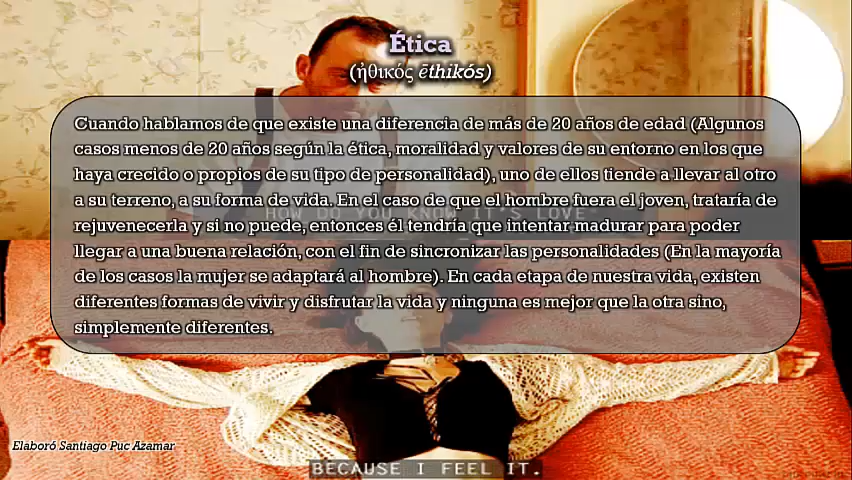 Ética
(ἠθικός ēthikós)
Cuando hablamos de que existe una diferencia de más de 20 años de edad (Algunos
casos menos de 20 años según la ética, moralidad y valores de su entorno en los que
haya crecido o propios de su tipo de personalidad), uno de ellos tiende a llevar al otro
a su terreno, a su forma de vida. En el caso de que el hombre fuera el joven, trataría de
HOW DO YOU KNOW IT'S LOVE?
rejuvenecerla y si no puede, entonces él tendría que intentar madurar para poder
llegar a una buena relación, con el fin de sincronizar las personalidades (En la mayoría
de los casos la mujer se adaptará al hombre). En cada etapa de nuestra vida, existen
diferentes formas de vivir y disfrutar la vida y ninguna es mejor que la otra sino,
simplemente diferentes.
Elaboró Santiago Puc Azamar
BECAUSE I FEEL IT.